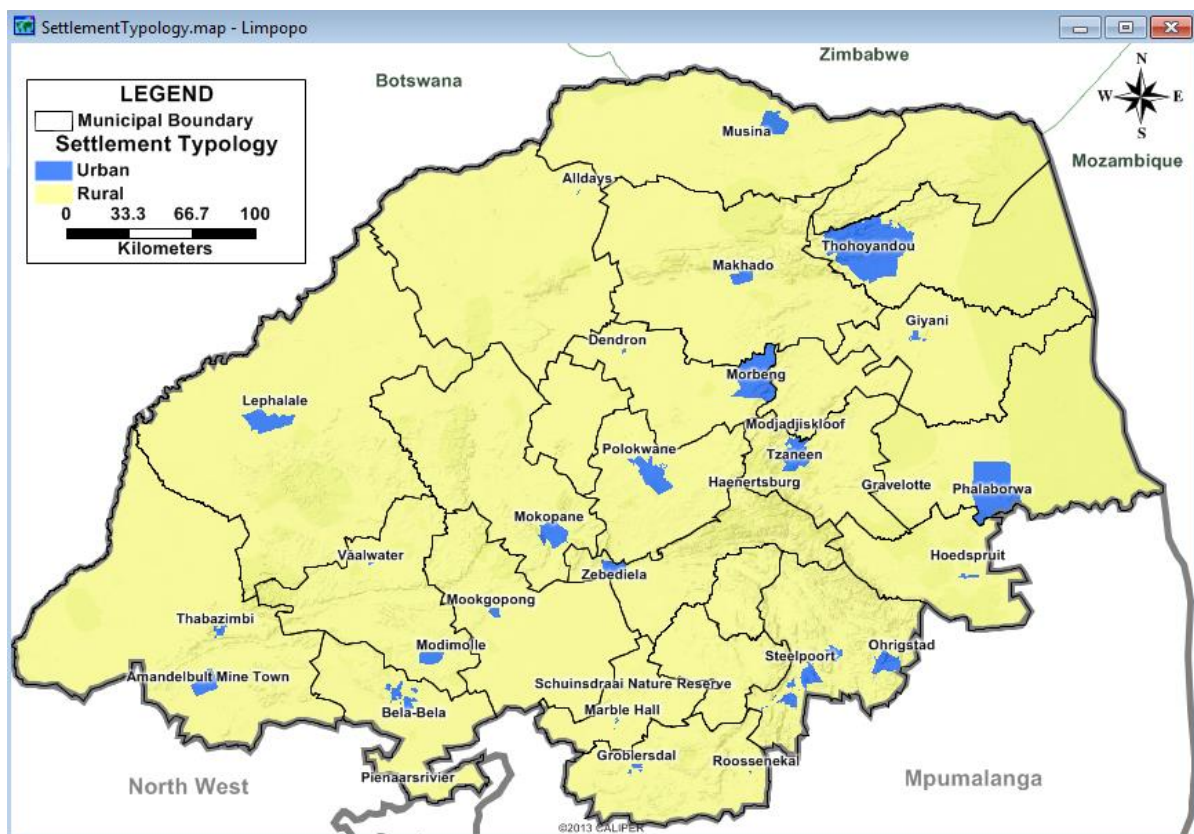 SettlementTypology.map - Limpopo
Zimbabwe
Botswana
N
W E
S
LEGEND
Municipal Boundary
Settlement Typology
Urban
Rural
0 33.3 66.7 100
Kilometers
Musina
Mozambique
Alldays
Thohoyandou
Makhado
Giyani
Dendron
Morbeng
Lephalale
Modjadjiskloof
Polokwane
Tzaneen
Haenertsburg
Gravelotte
Phalaborwa
Mokopane
Vaalwater
Hoedspruit
Zebediela
Mookgopong
Thabazimbi
Modimolle
Ohrigstad
Steelpoort
Amandelbult Mine Town
Schuinsdraai Nature Reserve
Bela-Bela
Marble Hall
Groblersdal
Roossenekal
Pienaarsrivier
North West
Mpumalanga
©2013 CALIPER